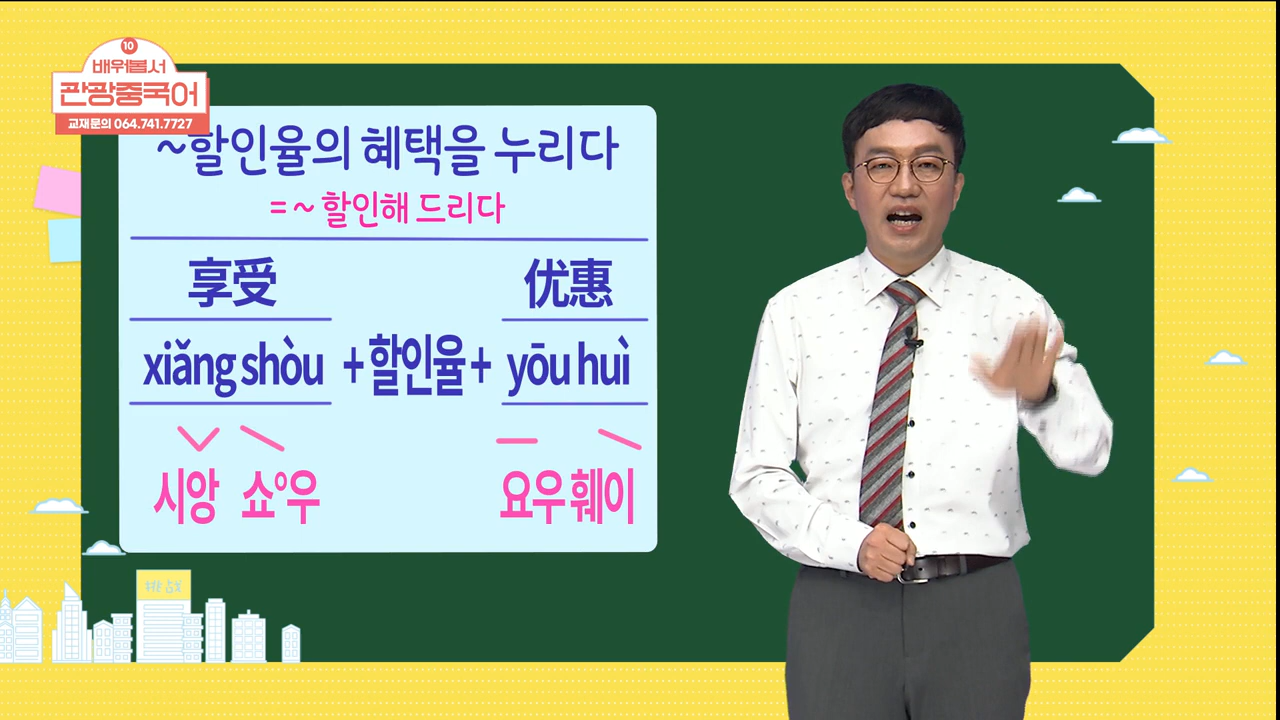 10
배워봅서
관광중국어
교재문의 064.741.7727
~할인율의 혜택을 누리다
= ~ 할인해 드리다
享受 优惠
xiǎng shòu + 할인율 + yōu huì
시앙 쇼우 요우 훼이